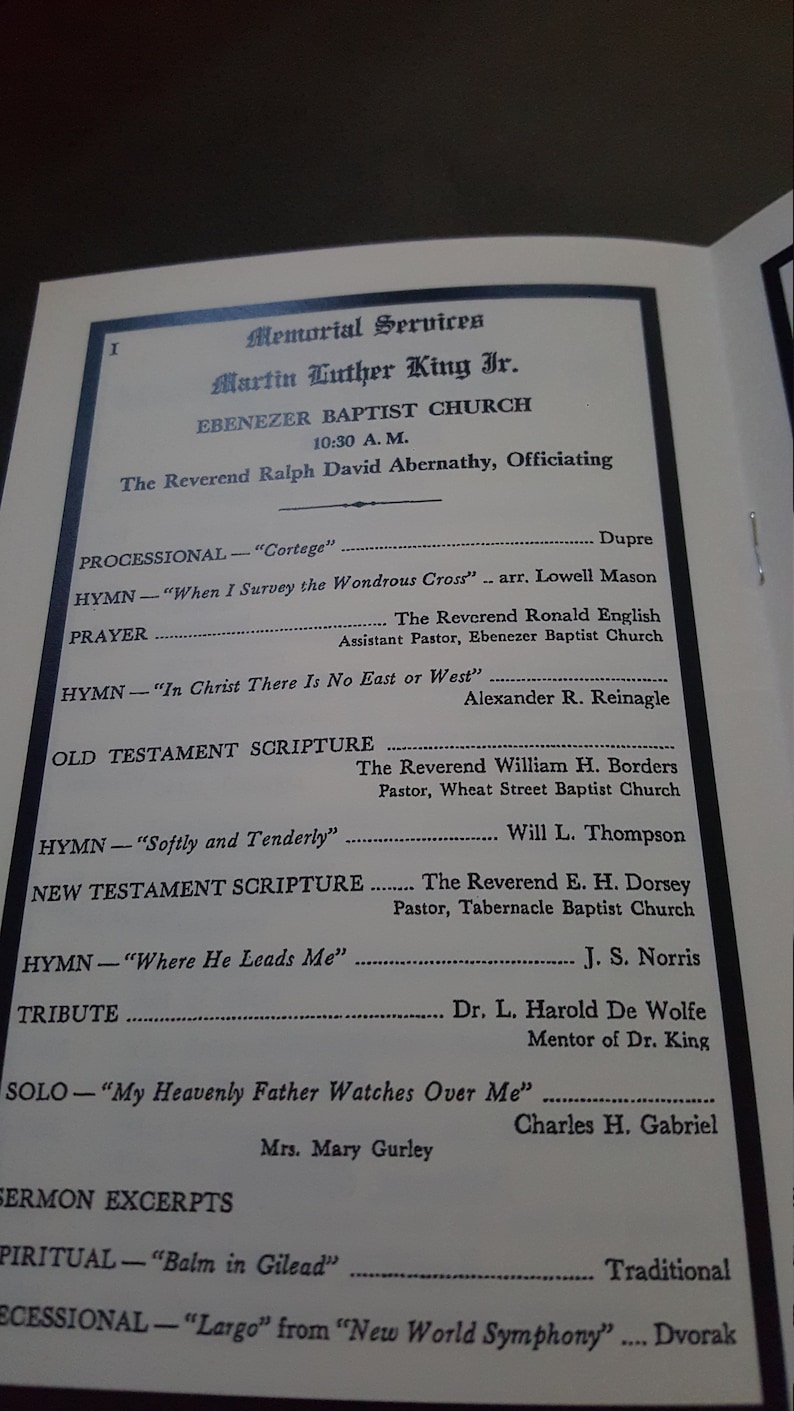 I
Memorial Services
Martin Luther King Jr.
EBENEZER BAPTIST CHURCH
10:30 A. M.
The Reverend Ralph David Abernathy, Officiating
PROCESSIONAL — "Cortege" ........ Dupre
HYMN — "When I Survey the Wondrous Cross" .. arr. Lowell Mason
PRAYER ........ The Reverend Ronald English
Assistant Pastor, Ebenezer Baptist Church
HYMN — "In Christ There Is No East or West" ........
Alexander R. Reinagle
OLD TESTAMENT SCRIPTURE ........
The Reverend William H. Borders
Pastor, Wheat Street Baptist Church
HYMN — "Softly and Tenderly" ........ Will L. Thompson
NEW TESTAMENT SCRIPTURE ........ The Reverend E. H. Dorsey
Pastor, Tabernacle Baptist Church
HYMN — "Where He Leads Me" ........ J. S. Norris
TRIBUTE ........ Dr. L. Harold De Wolfe
Mentor of Dr. King
SOLO — "My Heavenly Father Watches Over Me" ........
Charles H. Gabriel
Mrs. Mary Gurley
SERMON EXCERPTS
PIRITUAL — "Balm in Gilead" ........ Traditional
ECESSIONAL — "Largo" from "New World Symphony" .... Dvorak